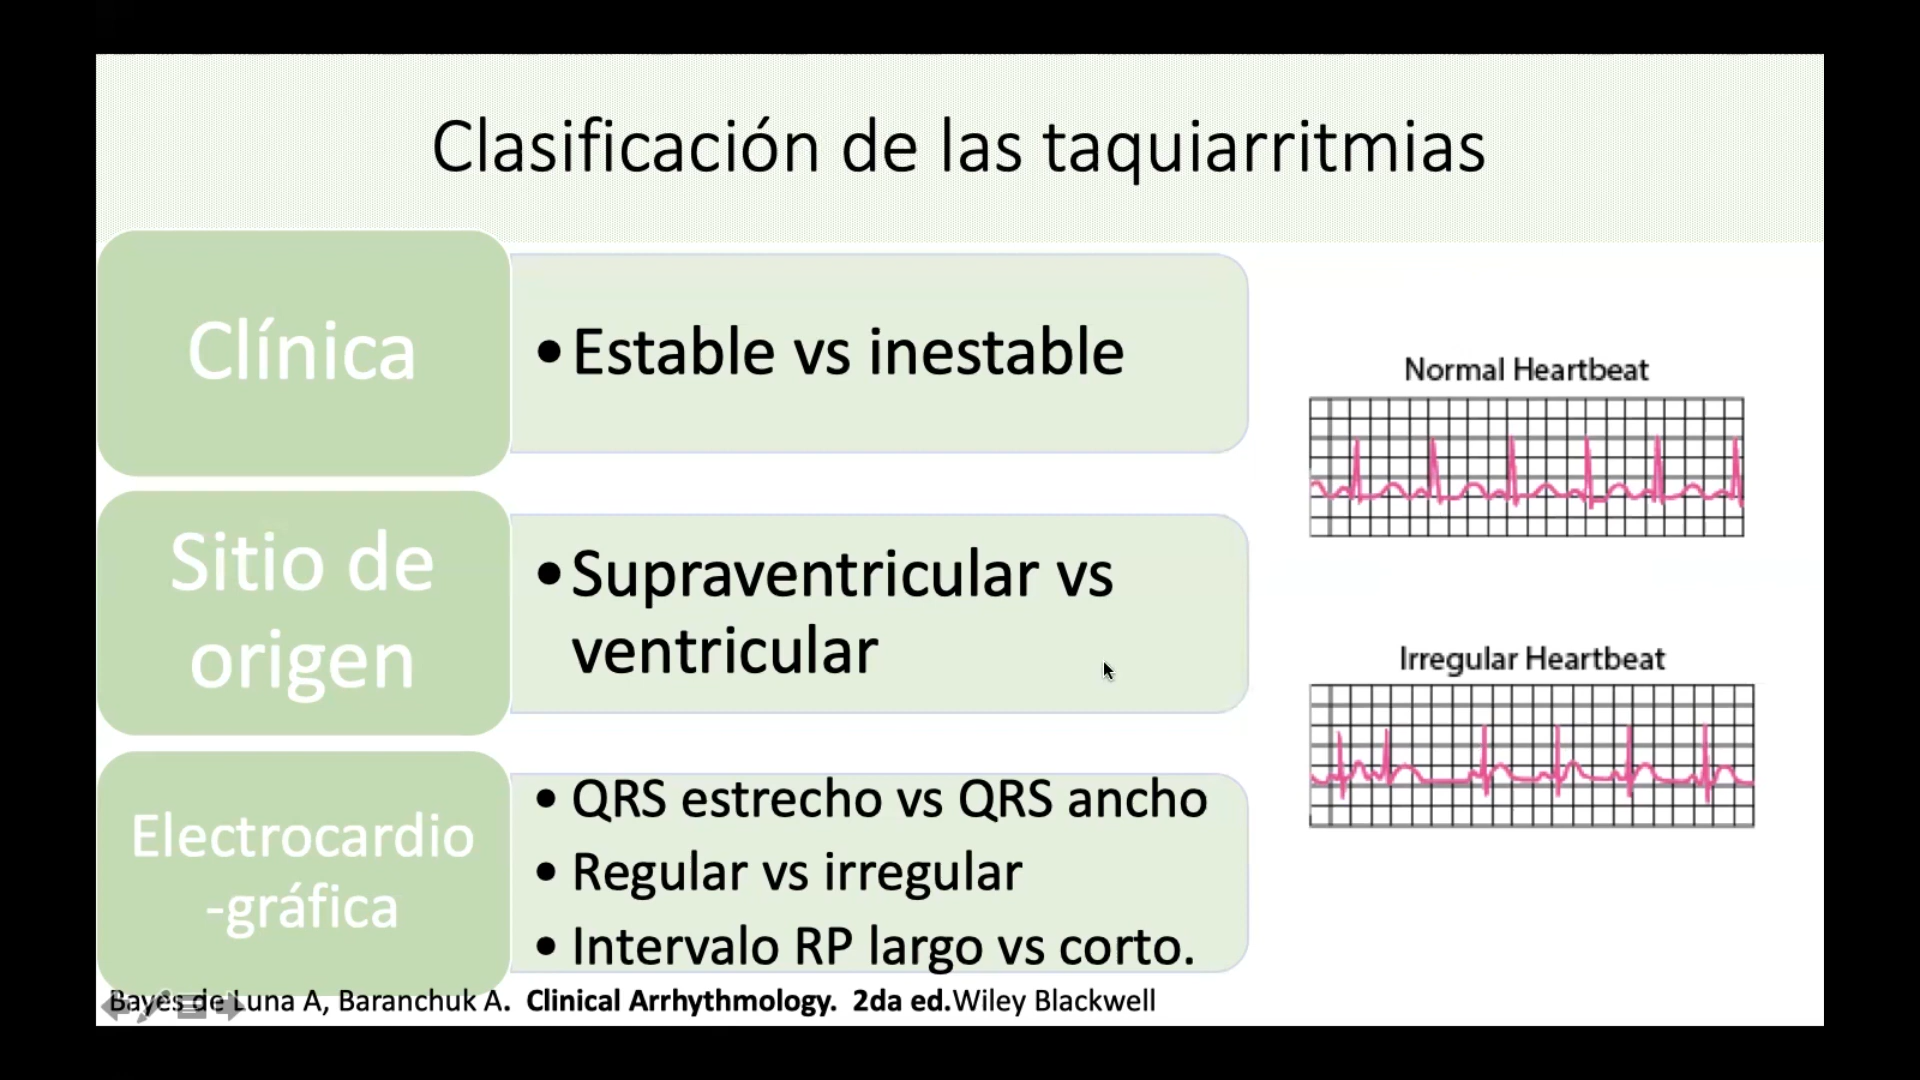 Clasificación de las taquiarritmias
Clínica
• Estable vs inestable
Sitio de
origen
• Supraventricular vs
ventricular
Electrocardio
-gráfica
• QRS estrecho vs QRS ancho
• Regular vs irregular
• Intervalo RP largo vs corto.
Normal Heartbeat
Irregular Heartbeat
Bayés de Luna A, Baranchuk A. Clinical Arrhythmology. 2da ed.Wiley Blackwell